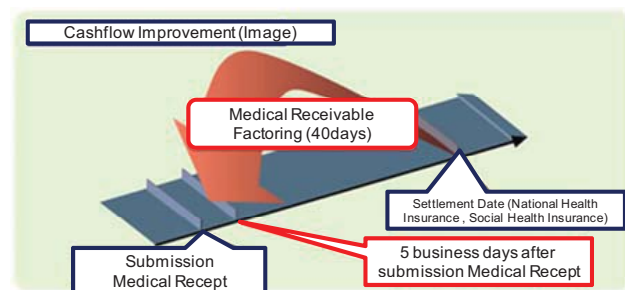 Cashflow Improvement (Image)
Medical Receivable
Factoring (40days)
Settlement Date (National Health
Insurance , Social Health Insurance)
Submission
Medical Recept
5 business days after
submission Medical Recept